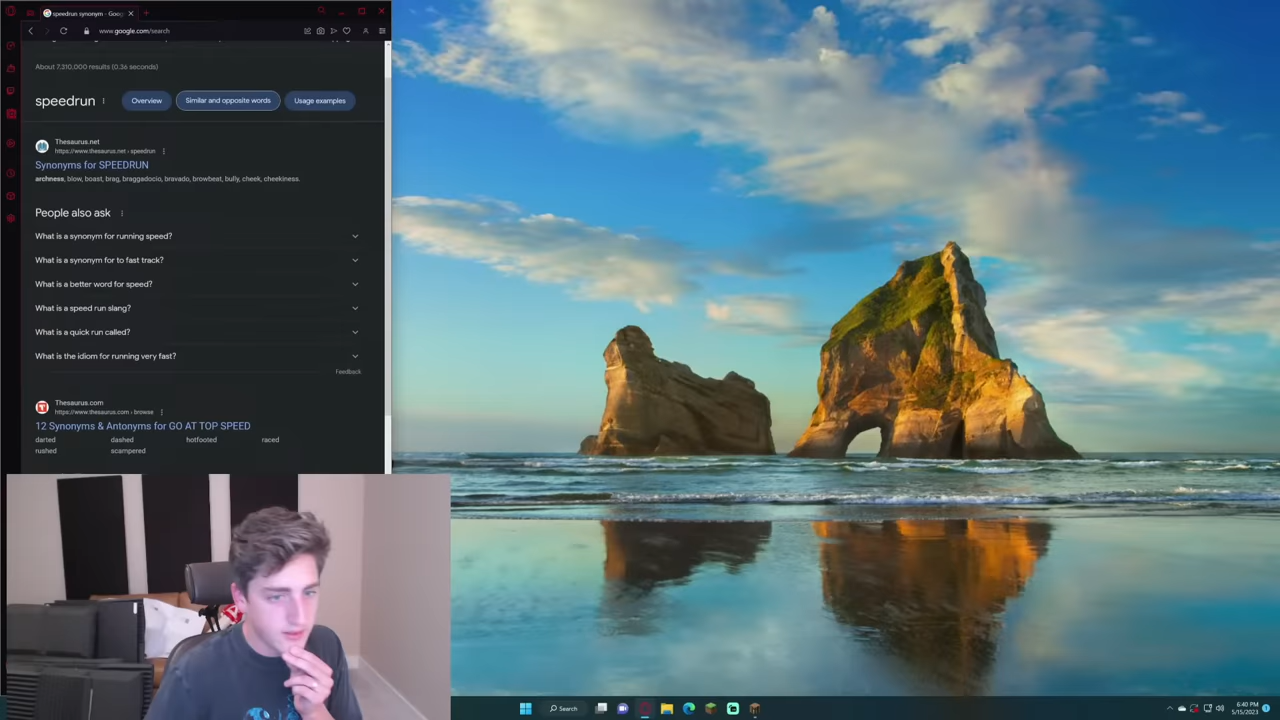 speedrun synonym - Goog
www.google.com/search
About 7,310,000 results (0.36 seconds)
speedrun
Overview
Similar and opposite words
Usage examples
Thesaurus.net
https://www.thesaurus.net › speedrun
Synonyms for SPEEDRUN
archness, blow, boast, brag, braggadocio, bravado, browbeat, bully, cheek, cheekiness.
People also ask
What is a synonym for running speed?
What is a synonym for to fast track?
What is a better word for speed?
What is a speed run slang?
What is a quick run called?
What is the idiom for running very fast?
Feedback
Thesaurus.com
https://www.thesaurus.com › browse
12 Synonyms & Antonyms for GO AT TOP SPEED
darted dashed hotfooted raced
rushed scampered
Search
6:40 PM
5/15/2023